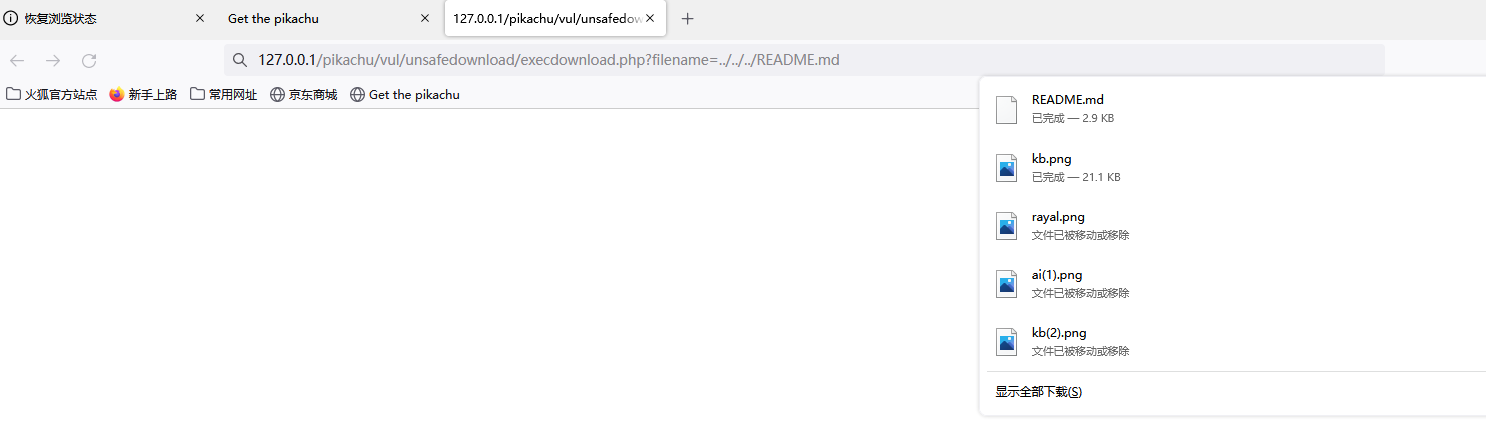 恢复浏览状态
Get the pikachu
127.0.0.1/pikachu/vul/unsafedow
127.0.0.1/pikachu/vul/unsafedownload/execdownload.php?filename=../../../README.md
火狐官方站点 新手上路 常用网址 京东商城 Get the pikachu
README.md
已完成 — 2.9 KB
kb.png
已完成 — 21.1 KB
rayal.png
文件已被移动或移除
ai(1).png
文件已被移动或移除
kb(2).png
文件已被移动或移除
显示全部下载(S)